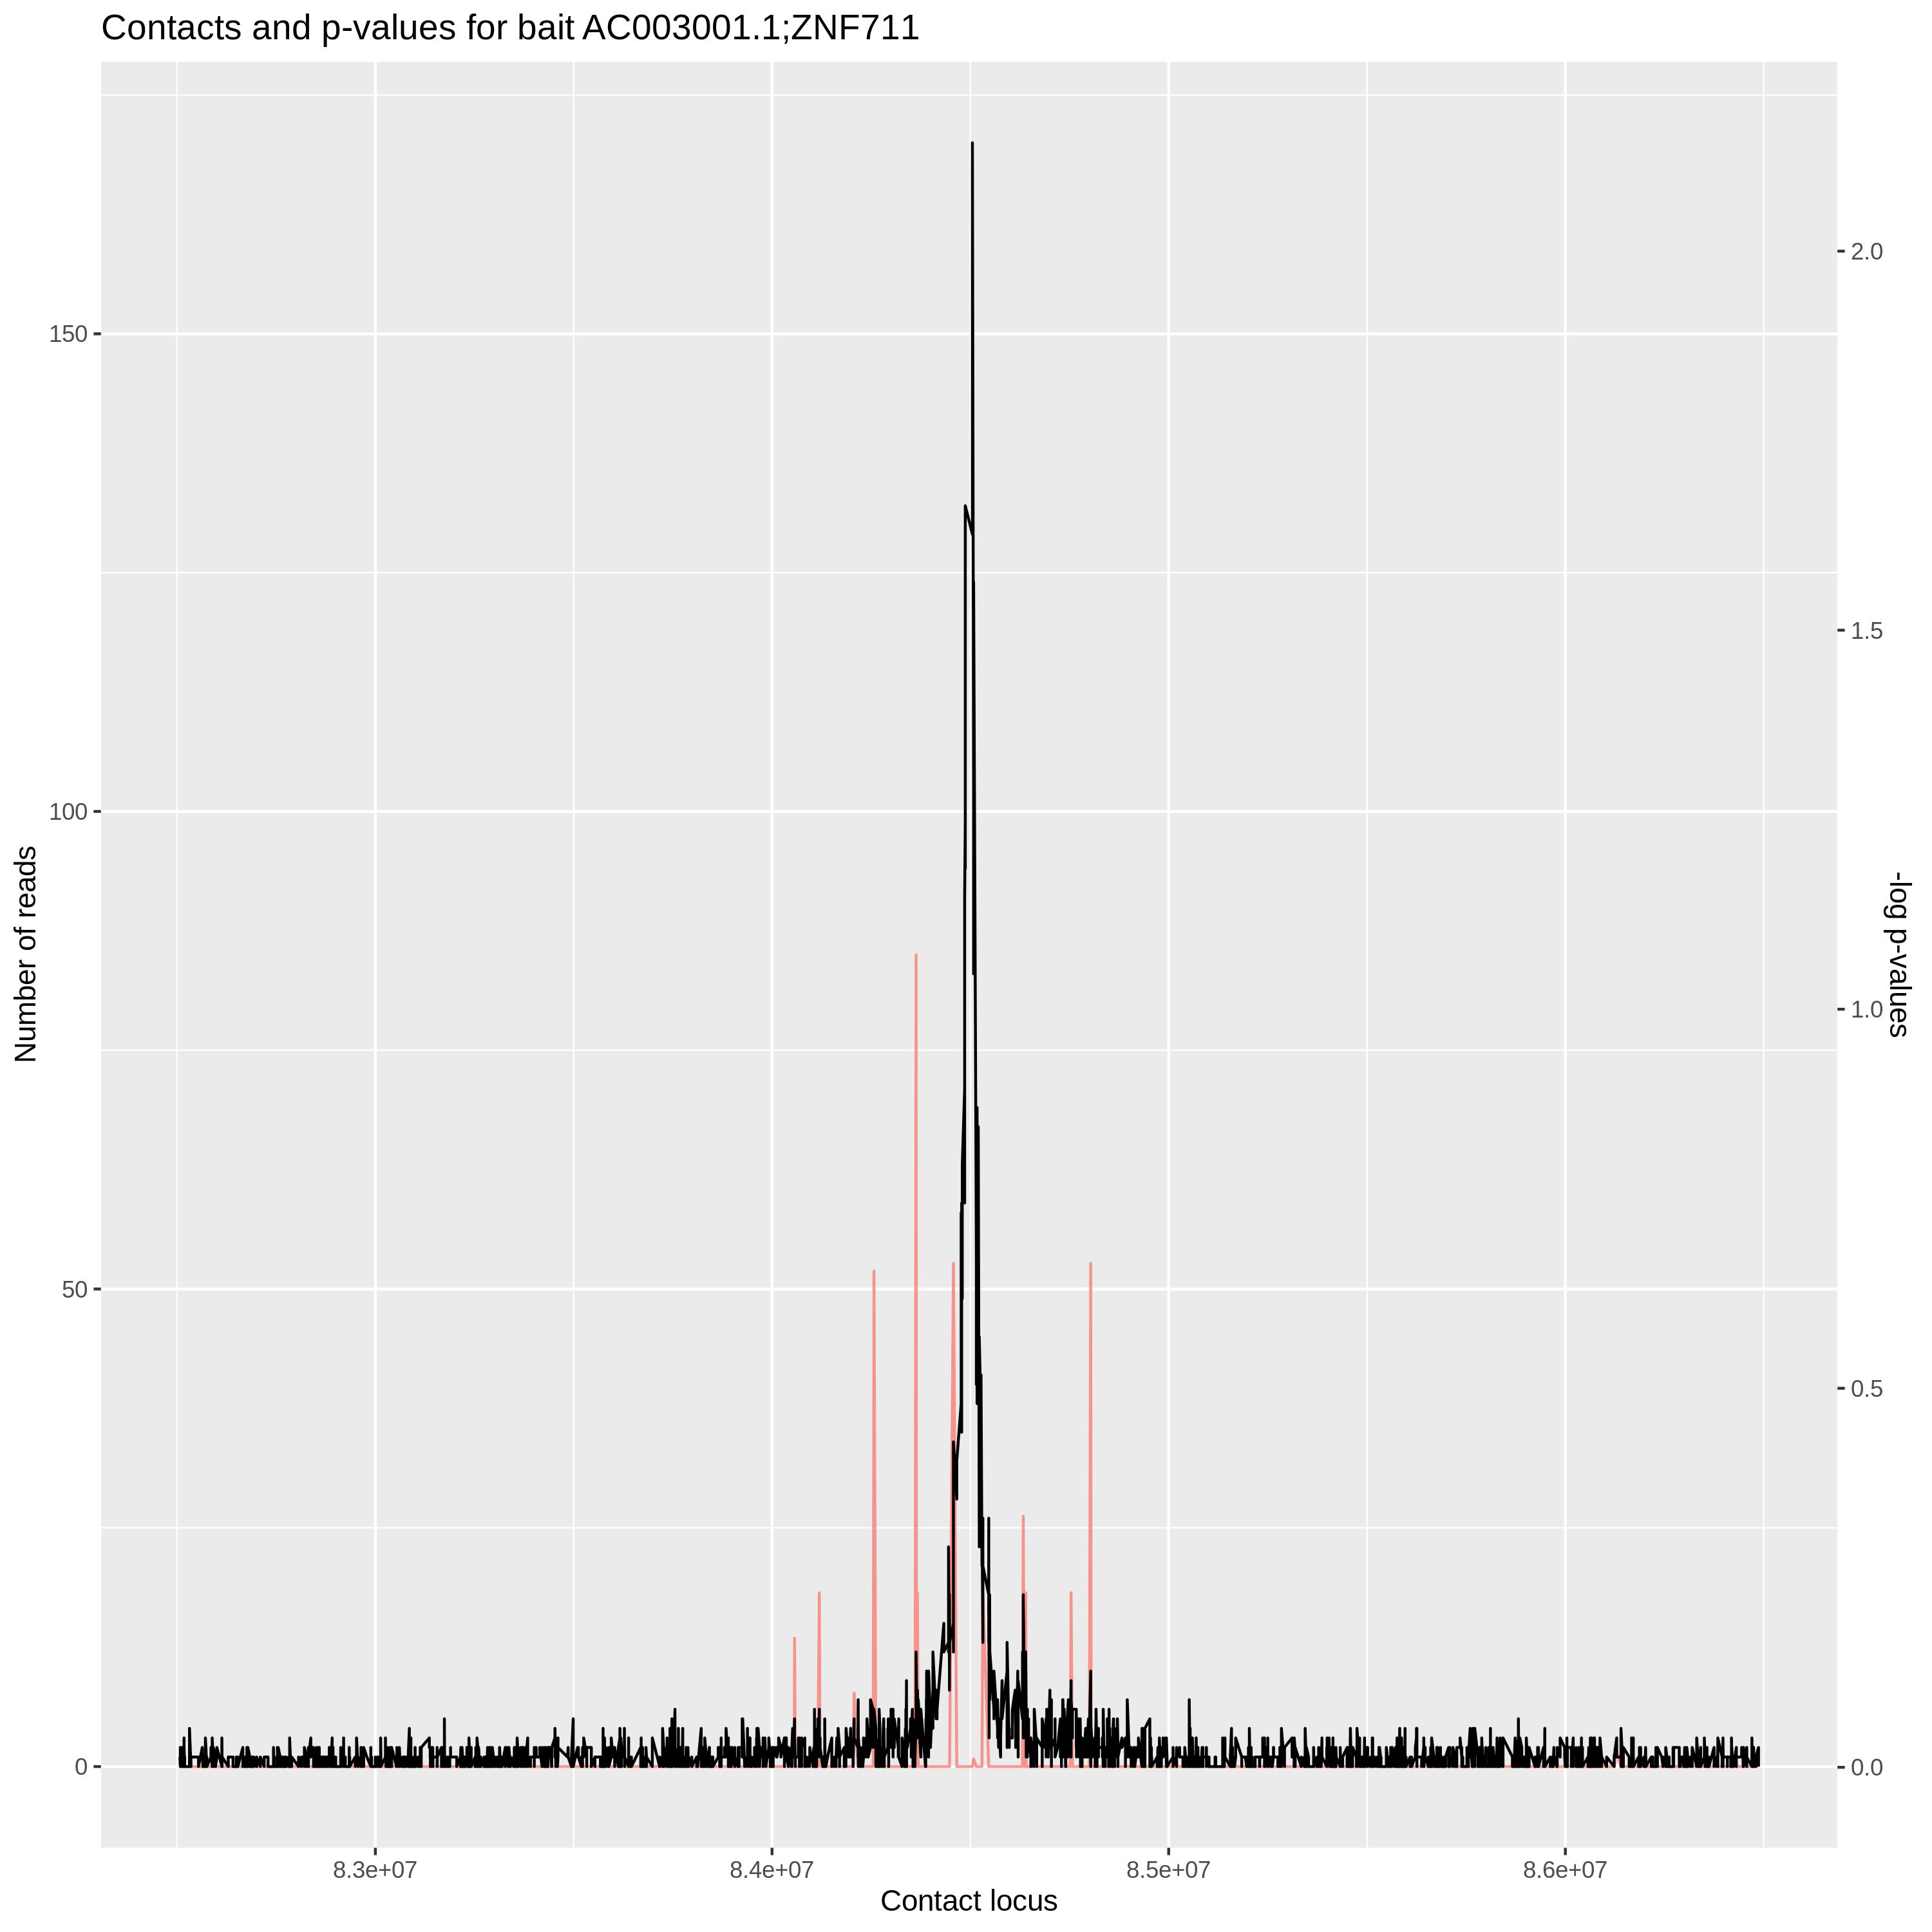 Contacts and p-values for bait AC003001.1;ZNF711
Number of reads
150
100
50
0
2.0
1.5
1.0
0.5
0.0
-log p-values
8.3e+07 8.4e+07 8.5e+07 8.6e+07
Contact locus